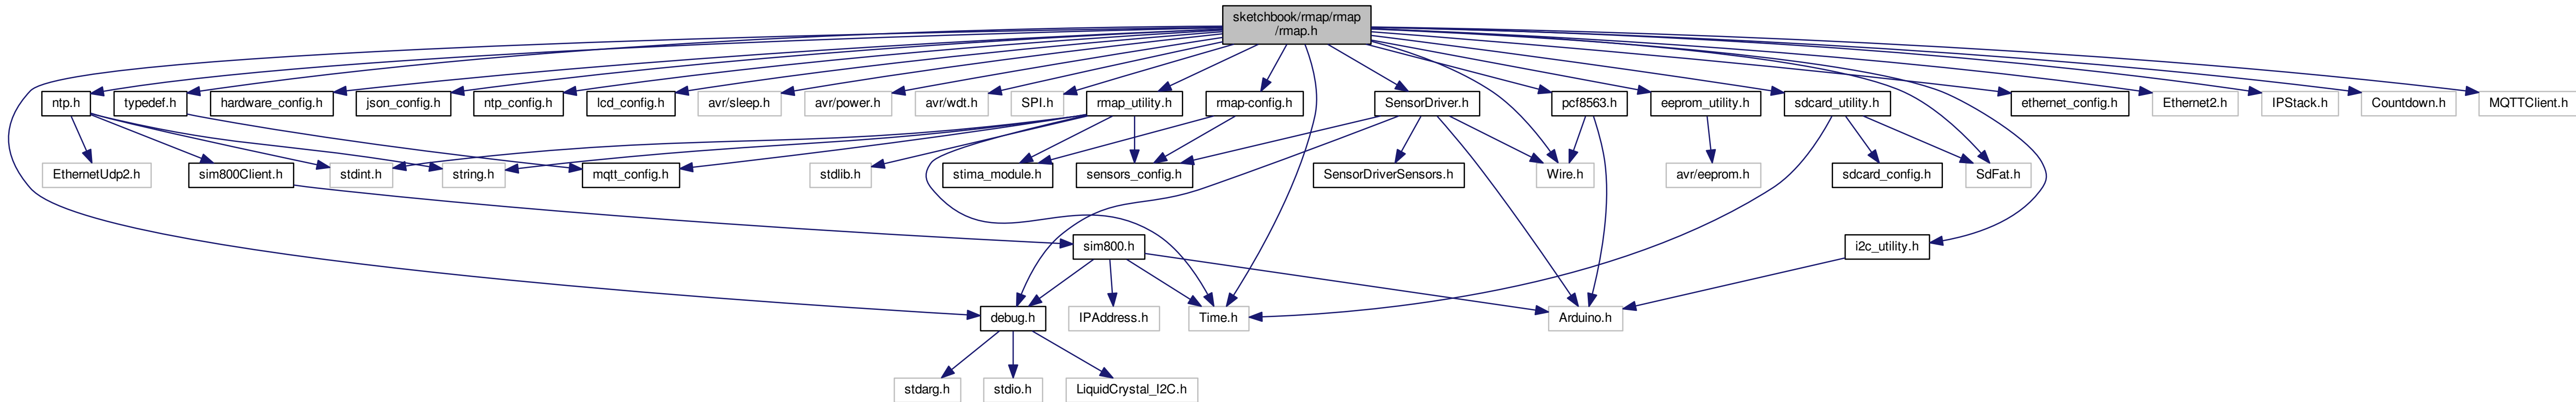 sketchbook/rmap/rmap
/rmap.h
ntp.h
typedef.h
hardware_config.h
json_config.h
ntp_config.h
lcd_config.h
avr/sleep.h
avr/power.h
avr/wdt.h
SPI.h
rmap_utility.h
rmap-config.h
SensorDriver.h
pcf8563.h
eeprom_utility.h
sdcard_utility.h
ethernet_config.h
Ethernet2.h
IPStack.h
Countdown.h
MQTTClient.h
EthernetUdp2.h
sim800Client.h
stdint.h
string.h
mqtt_config.h
stdlib.h
stima_module.h
sensors_config.h
SensorDriverSensors.h
Wire.h
avr/eeprom.h
sdcard_config.h
SdFat.h
sim800.h
i2c_utility.h
debug.h
IPAddress.h
Time.h
Arduino.h
stdarg.h
stdio.h
LiquidCrystal_I2C.h